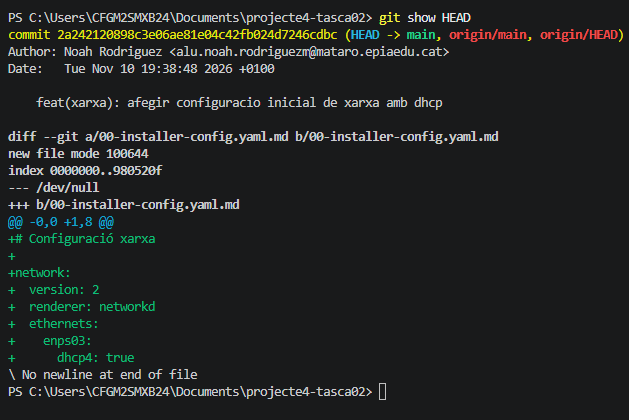 PS C:\Users\CFGM2SMXB24\Documents\projecte4-tasca02> git show HEAD
commit 2a242120898c3e06ae81e04c42fb024d7246cdbc (HEAD -> main, origin/main, origin/HEAD)
Author: Noah Rodriguez <alu.noah.rodriguezm@mataro.epiaedu.cat>
Date:   Tue Nov 10 19:38:48 2026 +0100

    feat(xarxa): afegir configuracio inicial de xarxa amb dhcp

diff --git a/00-installer-config.yaml.md b/00-installer-config.yaml.md
new file mode 100644
index 0000000..980520f
--- /dev/null
+++ b/00-installer-config.yaml.md
@@ -0,0 +1,8 @@
+# Configuració xarxa
+
+network:
+  version: 2
+  renderer: networkd
+  ethernets:
+    enps03:
+      dhcp4: true
\ No newline at end of file
PS C:\Users\CFGM2SMXB24\Documents\projecte4-tasca02>